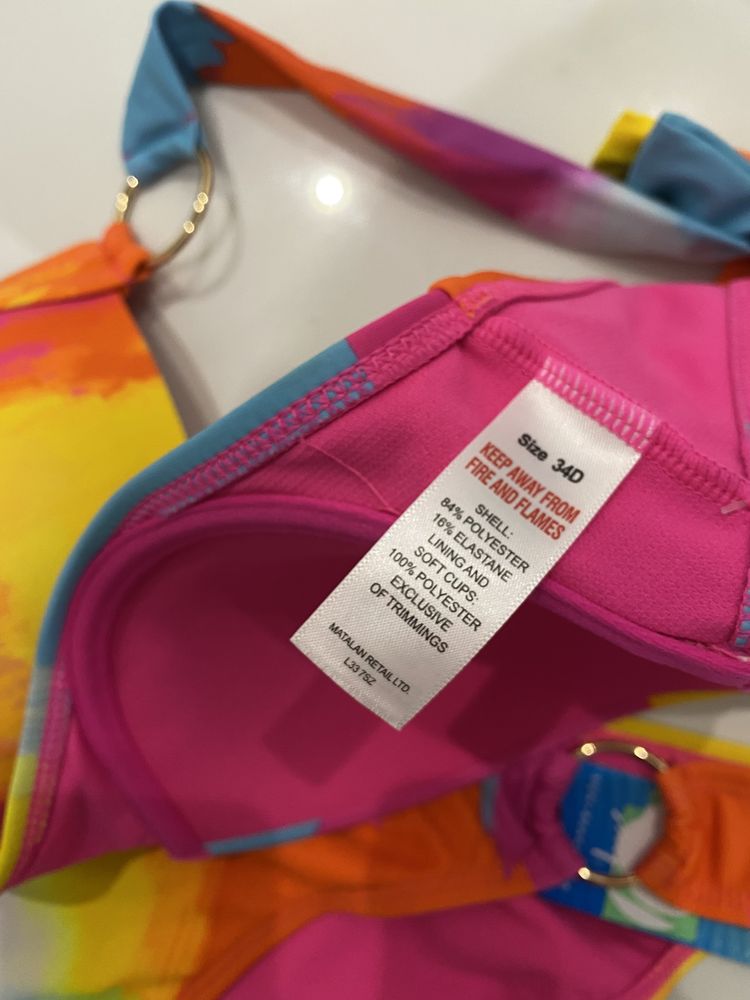 Size 34D
KEEP AWAY FROM
FIRE AND FLAMES
SHELL:
84% POLYESTER
16% ELASTANE
LINING AND
SOFT CUPS:
100% POLYESTER
EXCLUSIVE
OF TRIMMINGS
MATALAN RETAIL LTD.
L33 7SZ